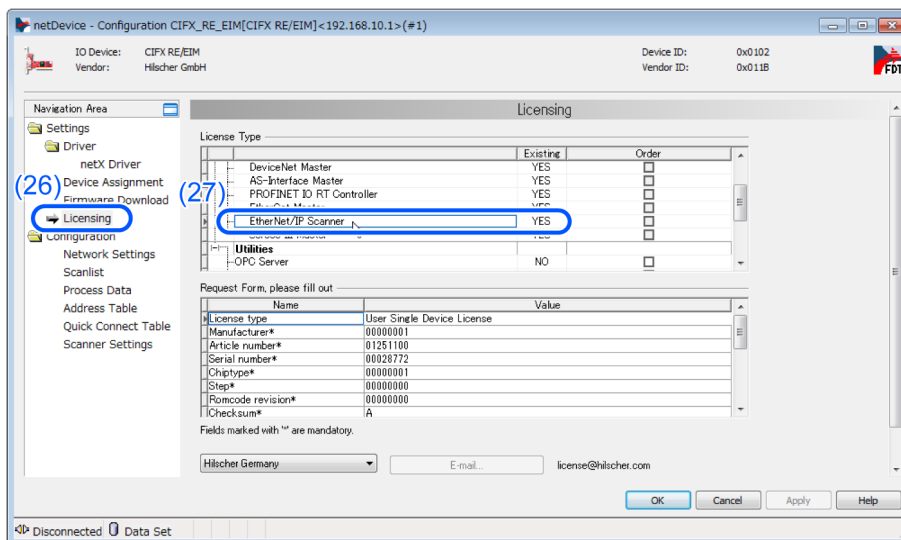 netDevice - Configuration CIFX_RE_EIM[CIFX RE/EIM]<192.168.10.1>(#1)
IO Device: CIFX RE/EIM Device ID: 0x0102
Vendor: Hilscher GmbH Vendor ID: 0x011B
FDT
Navigation Area
Settings
Driver
netX Driver
Device Assignment
Firmware Download
Licensing
Configuration
Network Settings
Scanlist
Process Data
Address Table
Quick Connect Table
Scanner Settings
(26)
(27)
Licensing
License Type
Existing Order
DeviceNet Master YES
AS-Interface Master YES
PROFINET IO RT Controller YES
EtherCat Master YES
EtherNet/IP Scanner YES
YES
Utilities
OPC Server NO
Request Form, please fill out
Name Value
License type User Single Device License
Manufacturer* 00000001
Article number* 01251100
Serial number* 00028772
Chiptype* 00000001
Step* 00000000
Romcode revision* 00000000
Checksum* A
Fields marked with '*' are mandatory.
Hilscher Germany E-mail... license@hilscher.com
OK Cancel Apply Help
Disconnected Data Set